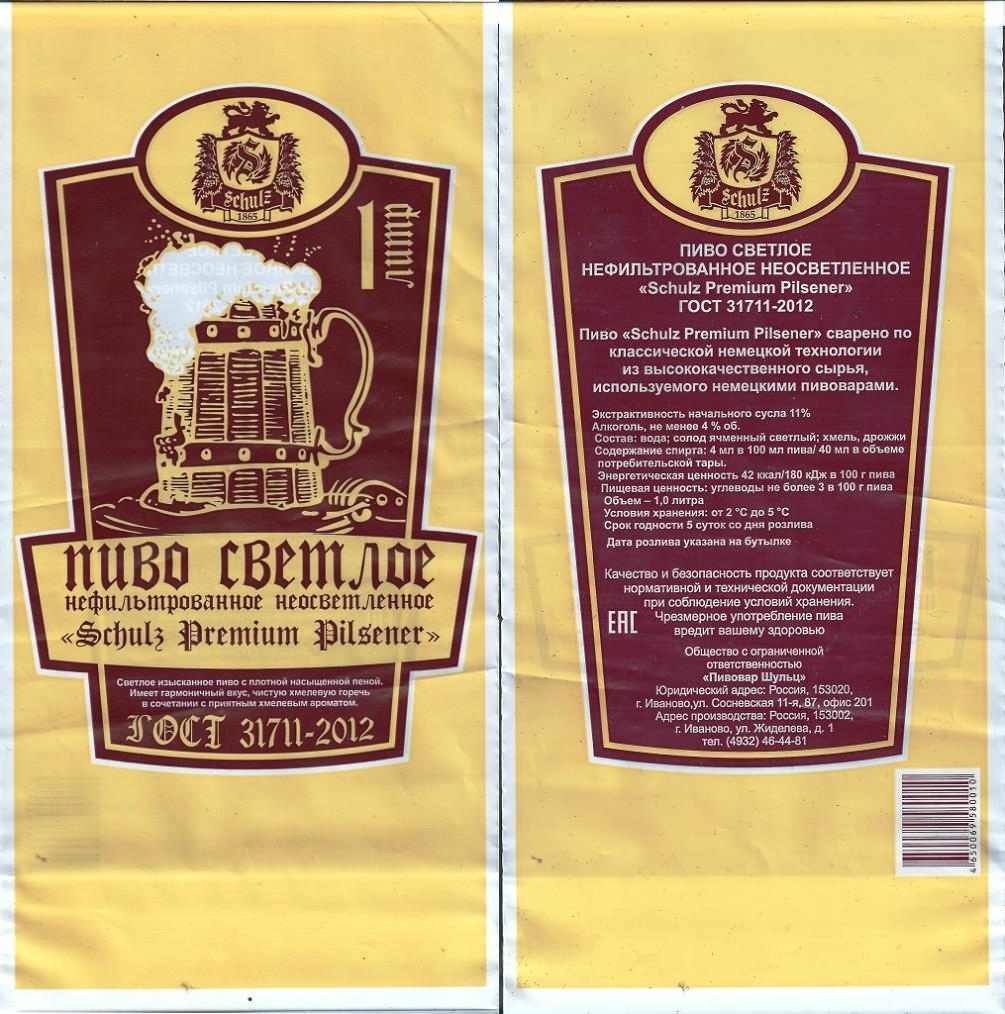 Schulz
1865
1 литр
пиво светлое
нефильтрованное неосветленное
«Schulz Premium Pilsener»
Светлое изысканное пиво с плотной насыщенной пеной.
Имеет гармоничный вкус, чистую хмелевую горечь
в сочетании с приятным хмелевым ароматом.
ГОСТ 31711-2012
Schulz
1865
ПИВО СВЕТЛОЕ
НЕФИЛЬТРОВАННОЕ НЕОСВЕТЛЕННОЕ
«Schulz Premium Pilsener»
ГОСТ 31711-2012
Пиво «Schulz Premium Pilsener» сварено по
классической немецкой технологии
из высококачественного сырья,
используемого немецкими пивоварами.
Экстрактивность начального сусла 11%
Алкоголь, не менее 4 % об.
Состав: вода; солод ячменный светлый; хмель, дрожжи
Содержание спирта: 4 мл в 100 мл пива/ 40 мл в объеме
потребительской тары.
Энергетическая ценность 42 ккал/180 кДж в 100 г пива
Пищевая ценность: углеводы не более 3 в 100 г пива
Объем – 1,0 литра
Условия хранения: от 2 °С до 5 °С
Срок годности 5 суток со дня розлива
Дата розлива указана на бутылке
Качество и безопасность продукта соответствует
нормативной и технической документации
при соблюдение условий хранения.
Чрезмерное употребление пива
вредит вашему здоровью
ЕАС
Общество с ограниченной
ответственностью
«Пивовар Шульц»
Юридический адрес: Россия, 153020,
г. Иваново,ул. Сосневская 11-я, 87, офис 201
Адрес производства: Россия, 153002,
г. Иваново, ул. Жиделева, д. 1
тел. (4932) 46-44-81
4 650069 580010